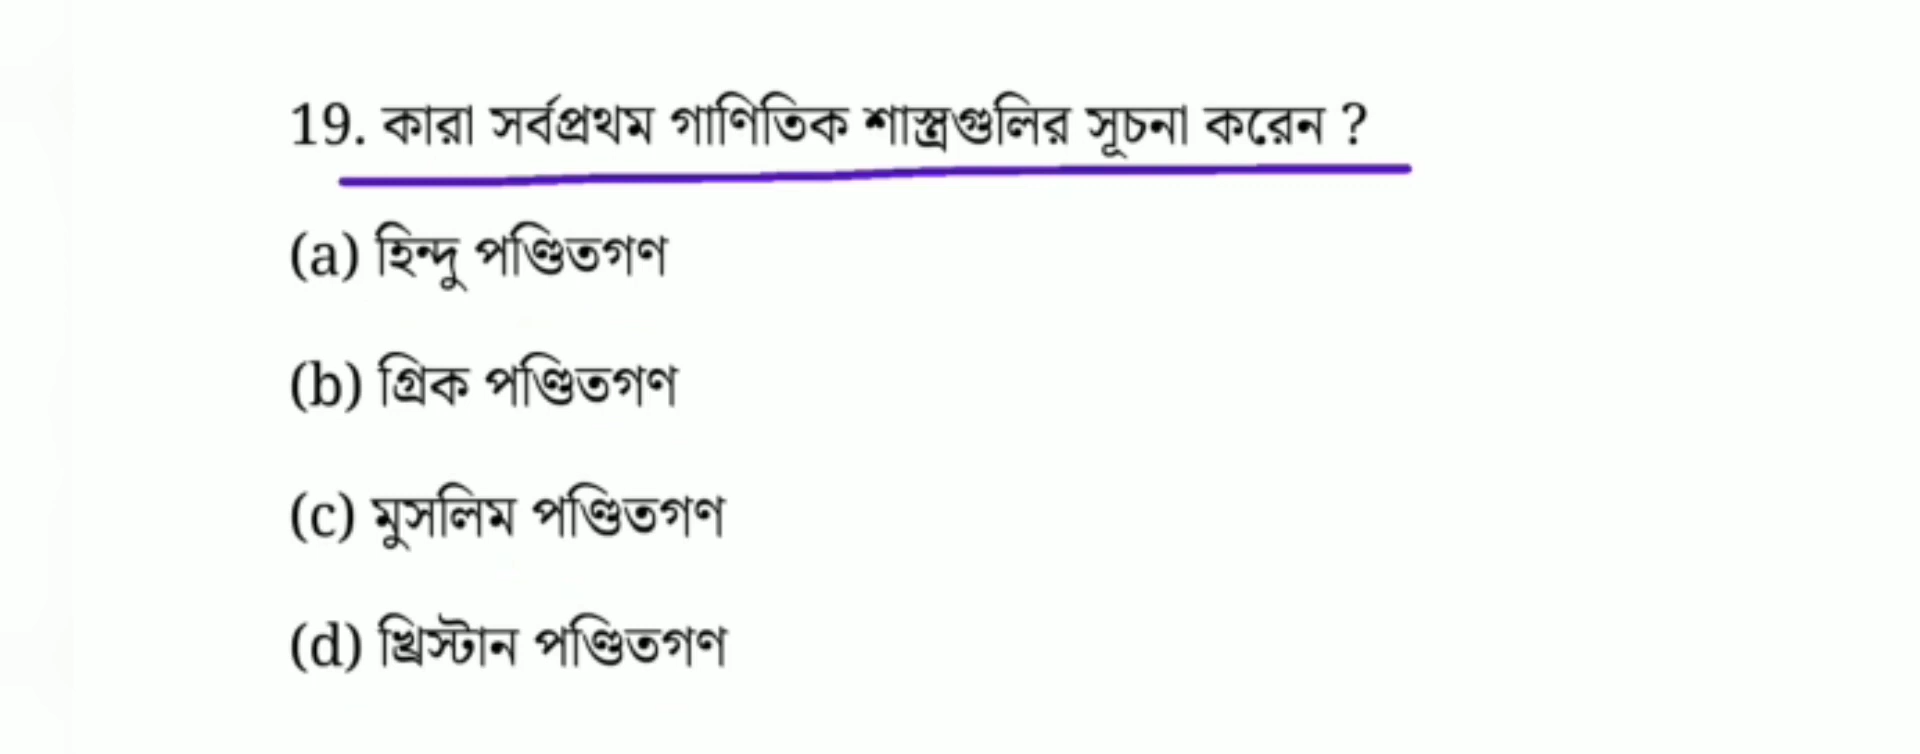 19. কারা সর্বপ্রথম গাণিতিক শাস্ত্রগুলির সূচনা করেন ?
(a) হিন্দু পণ্ডিতগণ
(b) গ্রিক পণ্ডিতগণ
(c) মুসলিম পণ্ডিতগণ
(d) খ্রিস্টান পণ্ডিতগণ